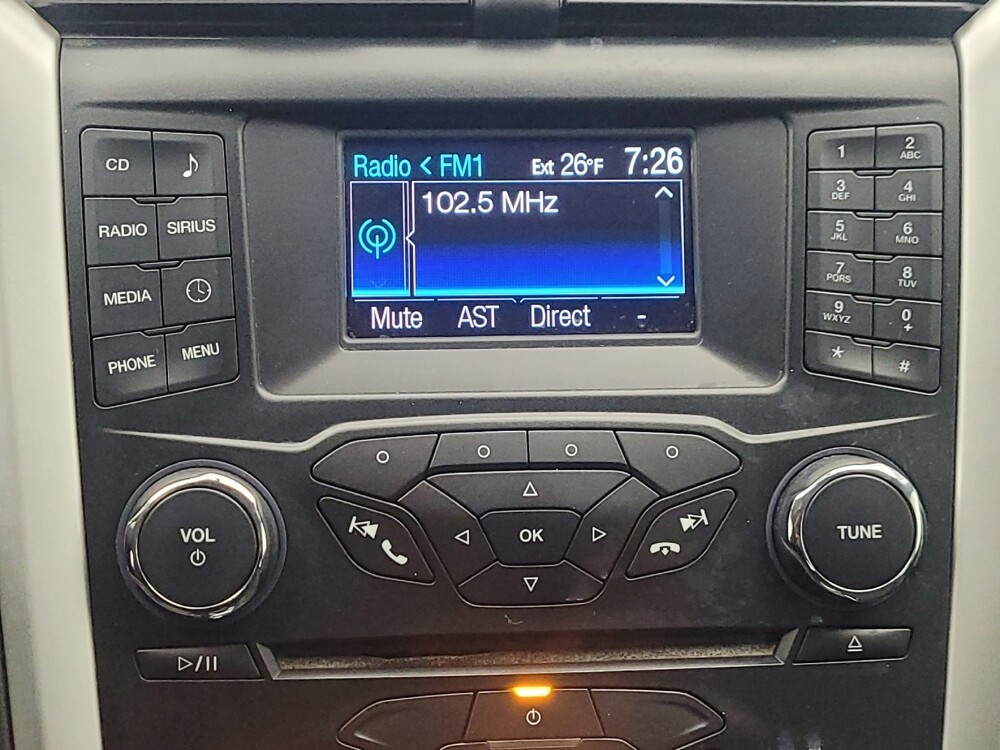 Radio < FM1 Ext 26°F 7:26
102.5 MHz
Mute AST Direct -
CD
RADIO SIRIUS
MEDIA
PHONE MENU
1 2 ABC
3 DEF 4 GHI
5 JKL 6 MNO
7 PQRS 8 TUV
9 WXYZ 0 +
* #
VOL
OK
TUNE